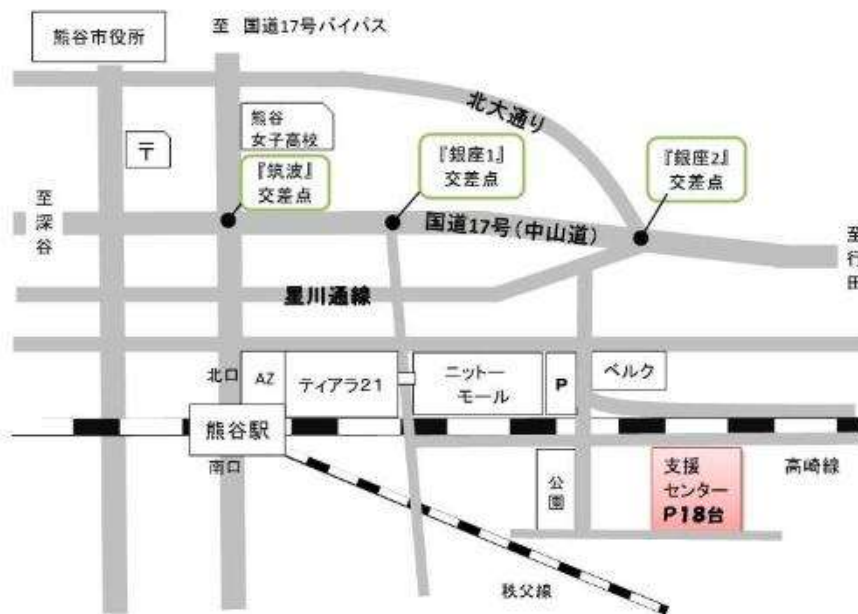 至 国道17号バイパス
熊谷市役所
北大通り
熊谷
女子高校
〒
『筑波』
交差点
『銀座1』
交差点
『銀座2』
交差点
至
深
谷
国道17号(中山道)
至
行
田
星川通線
北口
AZ
ティアラ21
ニットー
モール
P
ベルク
熊谷駅
南口
公
園
支援
センター
P18台
高崎線
秩父線